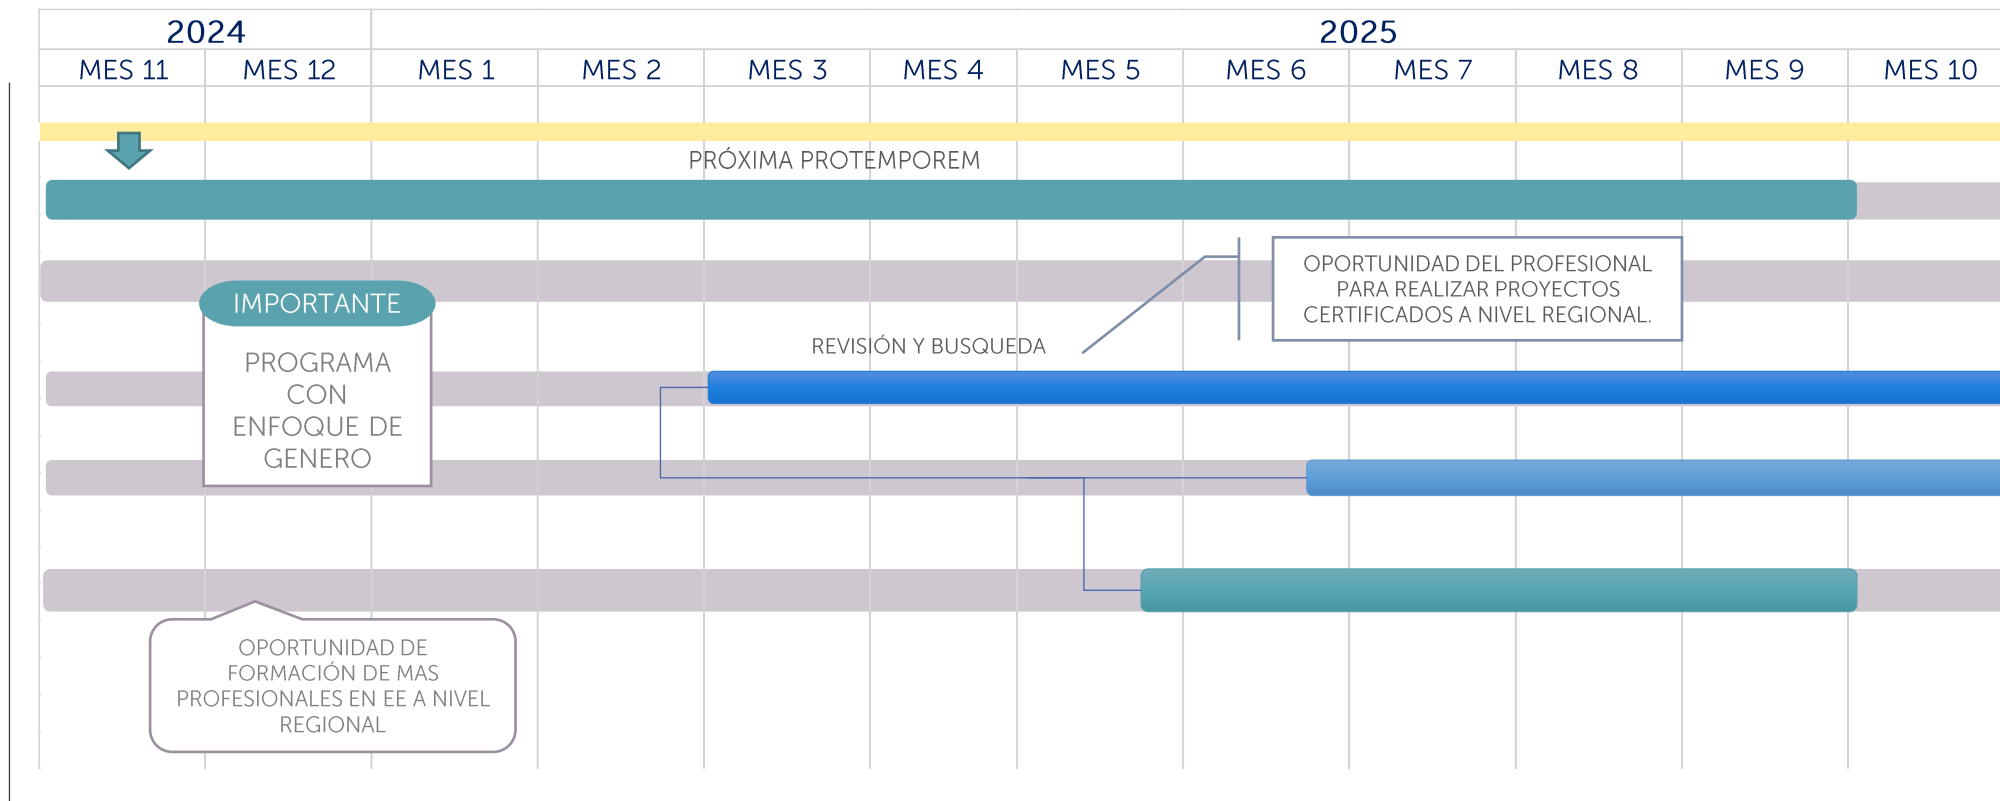 2024
2025
MES 11
MES 12
MES 1
MES 2
MES 3
MES 4
MES 5
MES 6
MES 7
MES 8
MES 9
MES 10
PRÓXIMA PROTEMPOREM
OPORTUNIDAD DEL PROFESIONAL
PARA REALIZAR PROYECTOS
CERTIFICADOS A NIVEL REGIONAL.
IMPORTANTE
PROGRAMA
CON
ENFOQUE DE
GENERO
REVISIÓN Y BUSQUEDA
OPORTUNIDAD DE
FORMACIÓN DE MAS
PROFESIONALES EN EE A NIVEL
REGIONAL